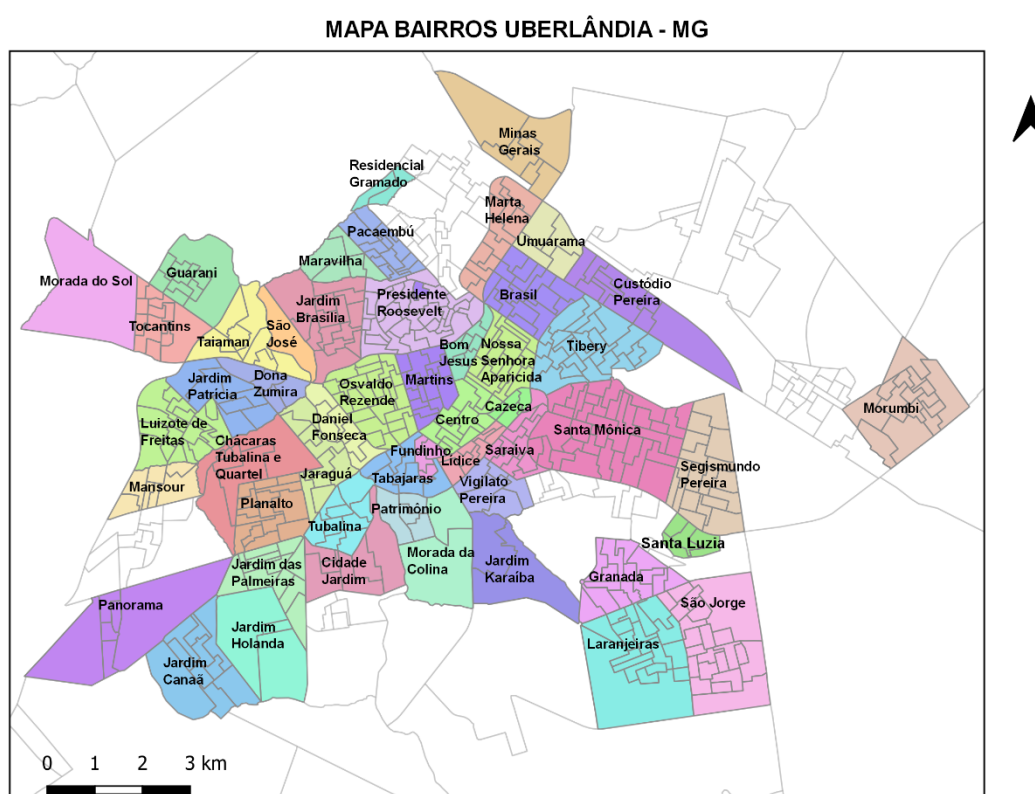 MAPA BAIRROS UBERLÂNDIA - MG
Minas
Gerais
Residencial
Gramado
Marta
Helena
Pacaembú
Umuarama
Maravilha
Guarani
Morada do Sol
Custódio
Pereira
Presidente
Roosevelt
Brasil
Jardim
Brasília
Tocantins
São
José
Taiaman
Bom
Jesus
Nossa
Senhora
Aparicida
Tibery
Dona
Zumira
Jardim
Patricia
Osvaldo
Rezende
Martins
Morumbi
Cazeca
Centro
Daniel
Fonseca
Luizote de
Freitas
Santa Mônica
Chácaras
Tubalina e
Quartel
Fundinho
Saraiva
Lidice
Segismundo
Pereira
Jaraguá
Tabajaras
Mansour
Vigilato
Pereira
Planalto
Patrimônio
Tubalina
Santa Luzia
Morada da
Colina
Jardim
Karaíba
Cidade
Jardim
Jardim das
Palmeiras
Granada
Panorama
São Jorge
Jardim
Holanda
Laranjeiras
Jardim
Canaã
0 1 2 3 km